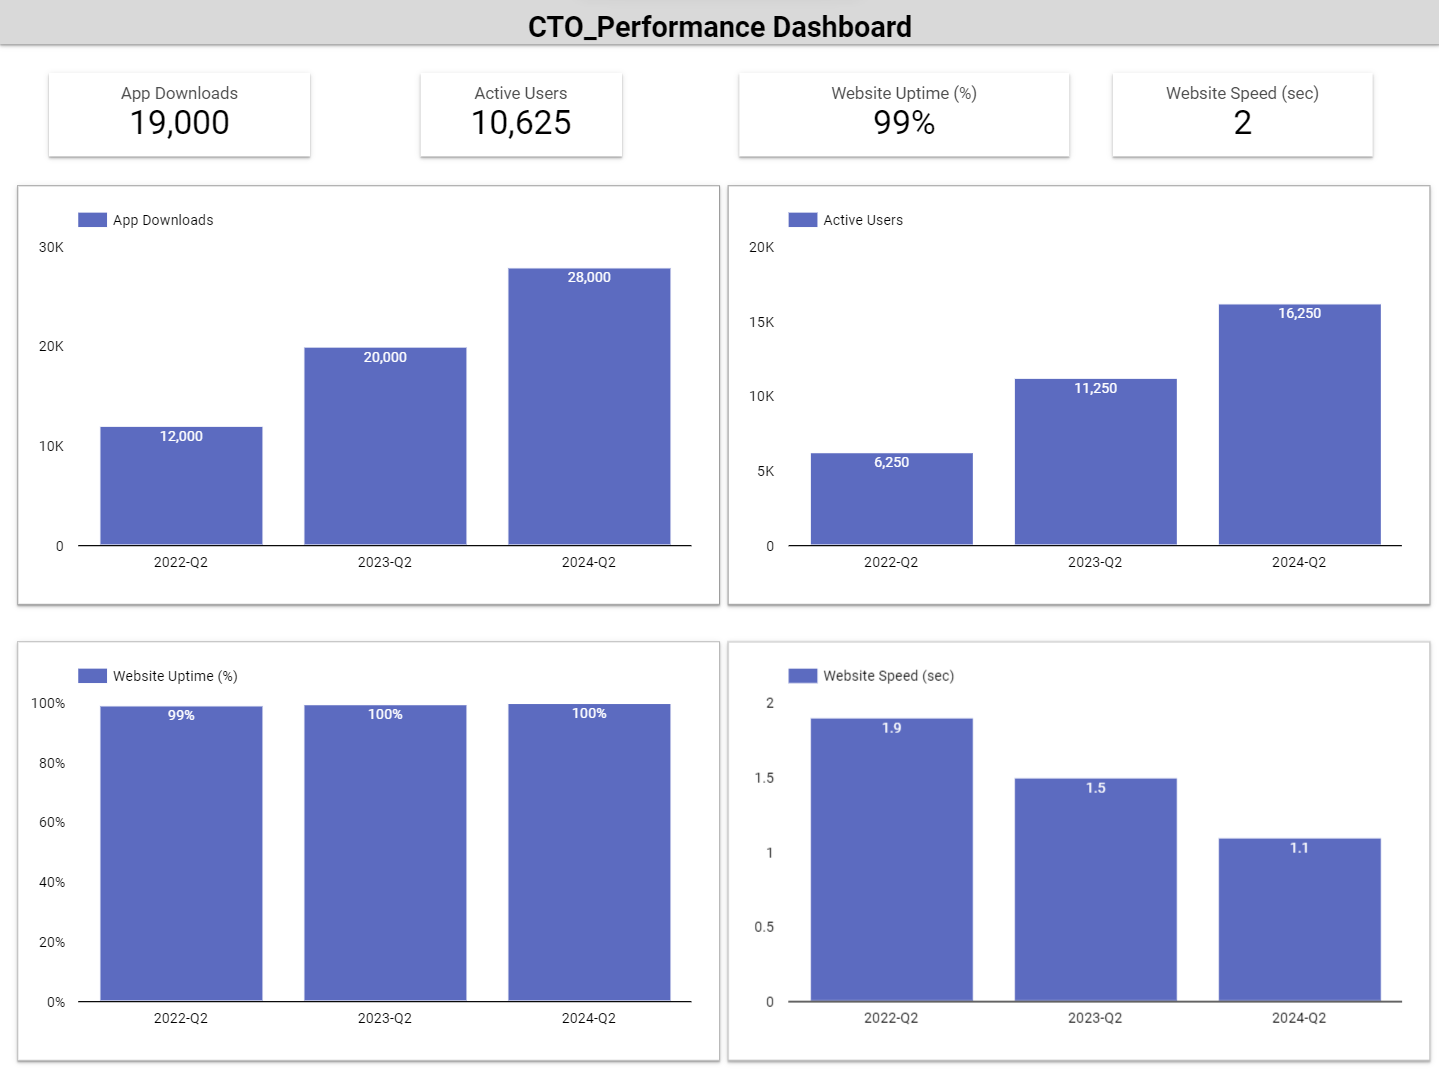 CTO_Performance Dashboard
App Downloads
19,000
Active Users
10,625
Website Uptime (%)
99%
Website Speed (sec)
2
App Downloads
30K
20K
10K
0
12,000
20,000
28,000
2022-Q2
2023-Q2
2024-Q2
Active Users
20K
15K
10K
5K
0
6,250
11,250
16,250
2022-Q2
2023-Q2
2024-Q2
Website Uptime (%)
100%
80%
60%
40%
20%
0%
99%
100%
100%
2022-Q2
2023-Q2
2024-Q2
Website Speed (sec)
2
1.5
1
0.5
0
1.9
1.5
1.1
2022-Q2
2023-Q2
2024-Q2